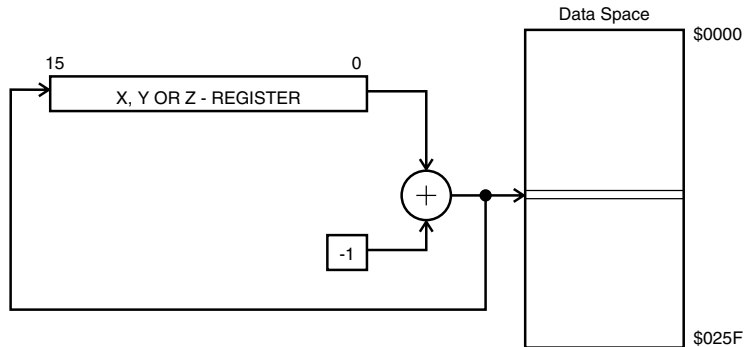 Data Space
$0000
15 0
X, Y OR Z - REGISTER
+
-1
$025F